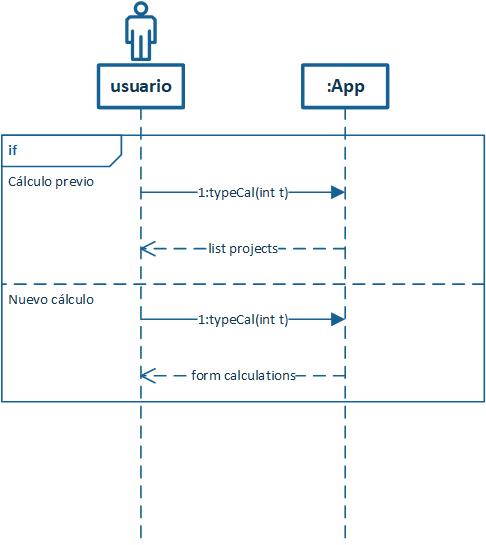 usuario
:App
if
Cálculo previo
1:typeCal(int t)
list projects
Nuevo cálculo
1:typeCal(int t)
form calculations